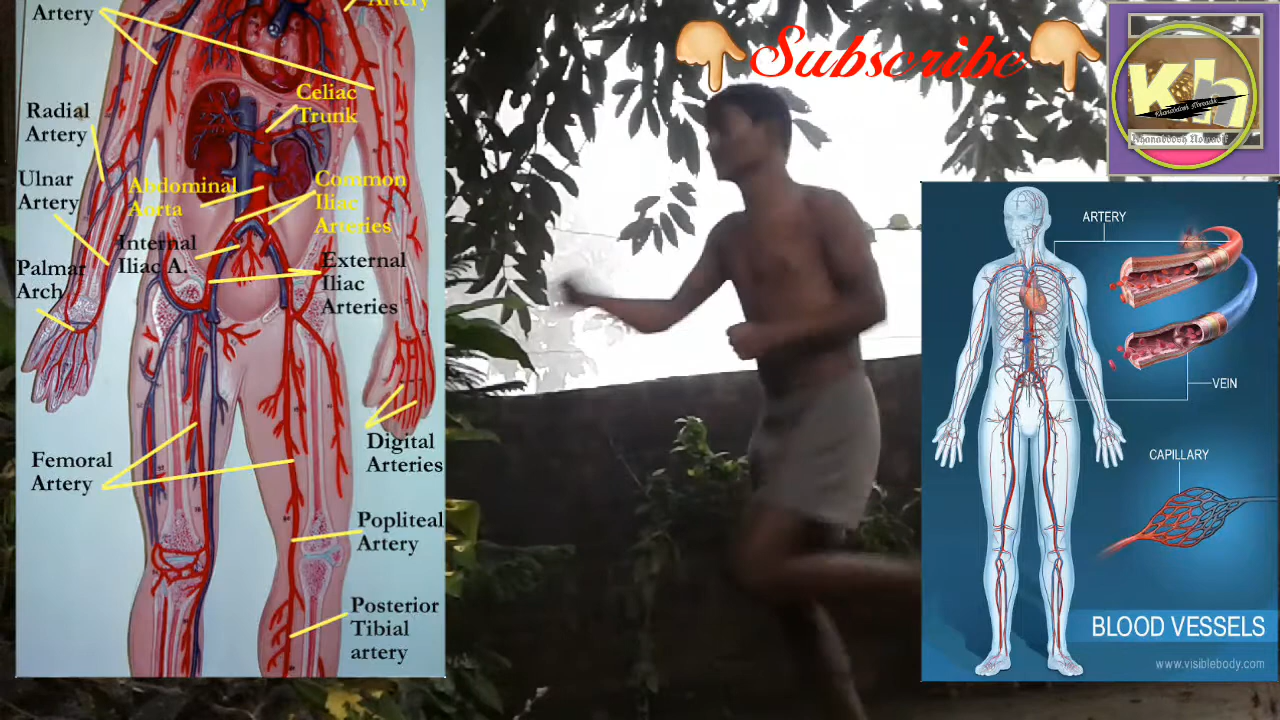 Artery
Artery
Celiac
Trunk
Radial
Artery
Ulnar
Artery
Abdominal
Aorta
Common
Iliac
Arteries
Internal
Iliac A.
External
Iliac
Arteries
Palmar
Arch
Digital
Arteries
Femoral
Artery
Popliteal
Artery
Posterior
Tibial
artery
Subscribe
Kh
Khanabdosh
ARTERY
VEIN
CAPILLARY
BLOOD VESSELS
www.visiblebody.com